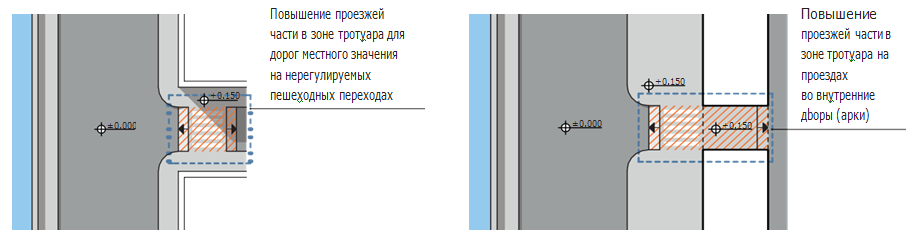 Повышение проезжей
части в зоне тротуара для
дорог местного значения
на нерегулируемых
пешеходных переходах
+0.150
±0.000
Повышение
проезжей части в
зоне тротуара на
проездах
во внутренние
дборы (арки)
+0.150
±0.000
+0.150